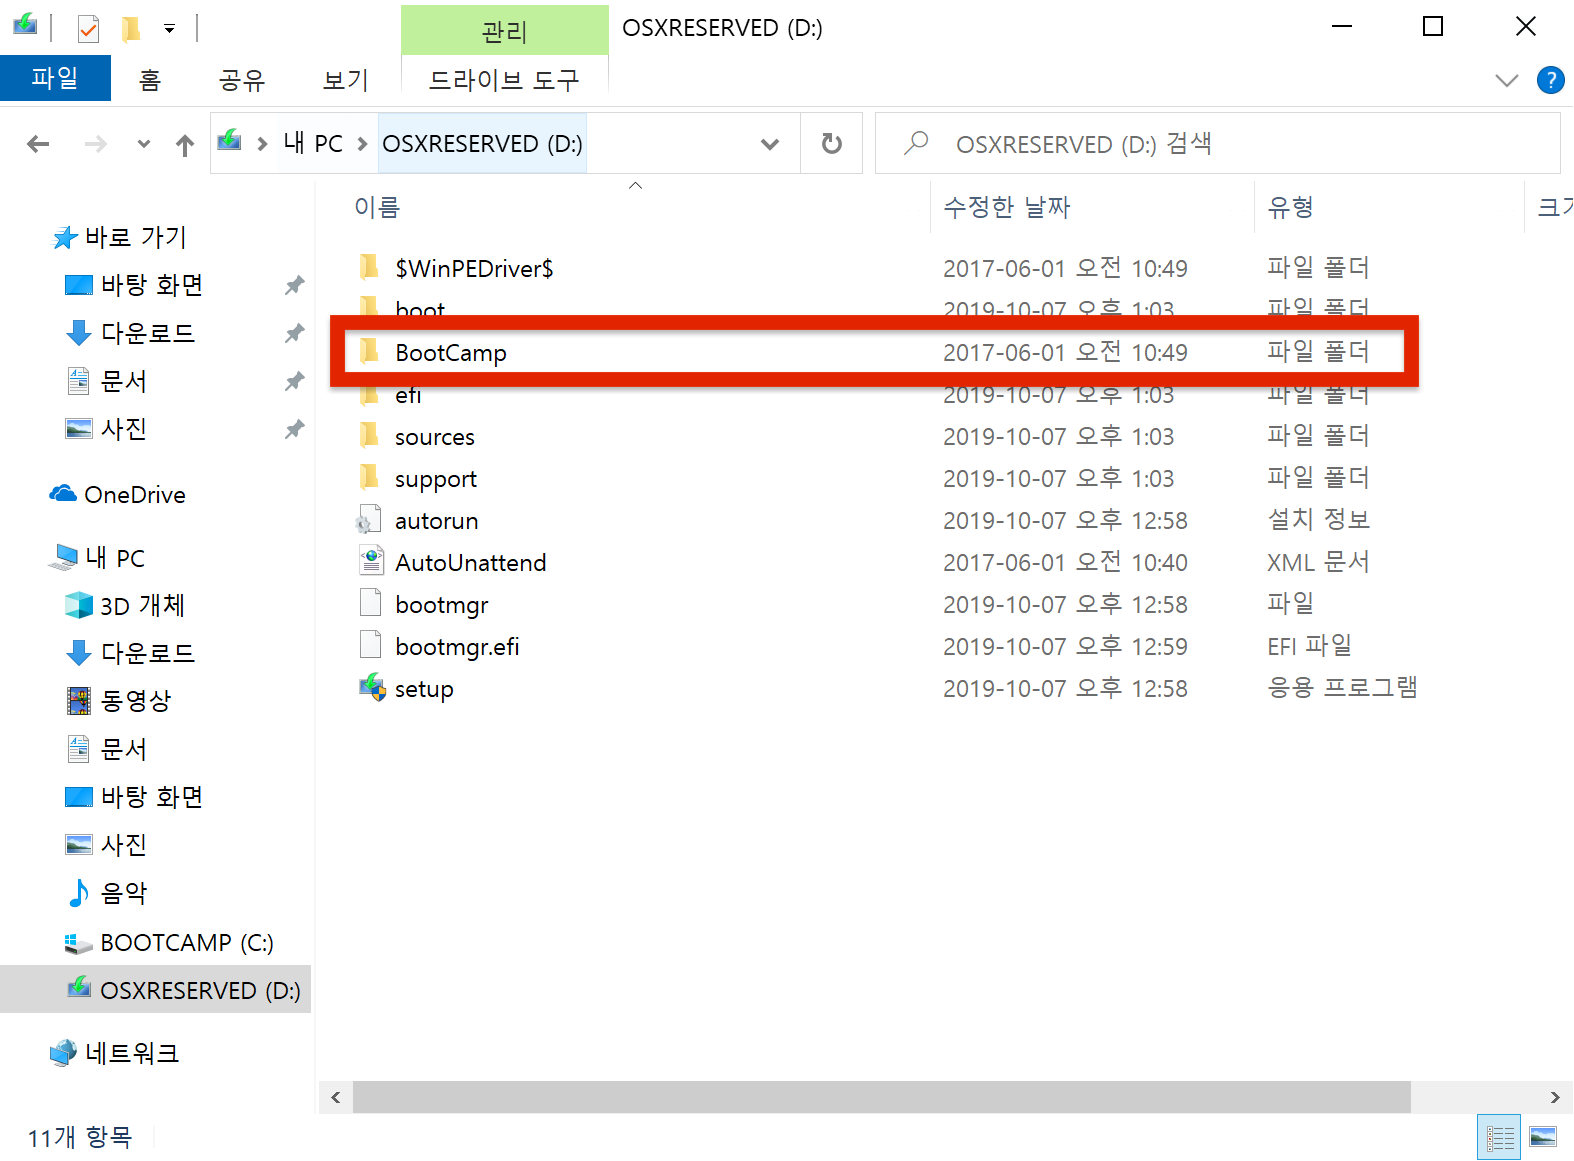 관리
OSXRESERVED (D:)
파일
홈
공유
보기
드라이브 도구
?
내 PC
OSXRESERVED (D:)
OSXRESERVED (D:) 검색
이름
수정한 날짜
유형
바로 가기
바탕 화면
다운로드
문서
사진
OneDrive
내 PC
3D 개체
다운로드
동영상
문서
바탕 화면
사진
음악
BOOTCAMP (C:)
OSXRESERVED (D:)
네트워크
$WinPEDriver$ 2017-06-01 오전 10:49 파일 폴더
boot 2019-10-07 오후 1:03 파일 폴더
BootCamp 2017-06-01 오전 10:49 파일 폴더
efi 2019-10-07 오후 1:03 파일 폴더
sources 2019-10-07 오후 1:03 파일 폴더
support 2019-10-07 오후 1:03 파일 폴더
autorun 2019-10-07 오후 12:58 설치 정보
AutoUnattend 2017-06-01 오전 10:40 XML 문서
bootmgr 2019-10-07 오후 12:58 파일
bootmgr.efi 2019-10-07 오후 12:59 EFI 파일
setup 2019-10-07 오후 12:58 응용 프로그램
11개 항목